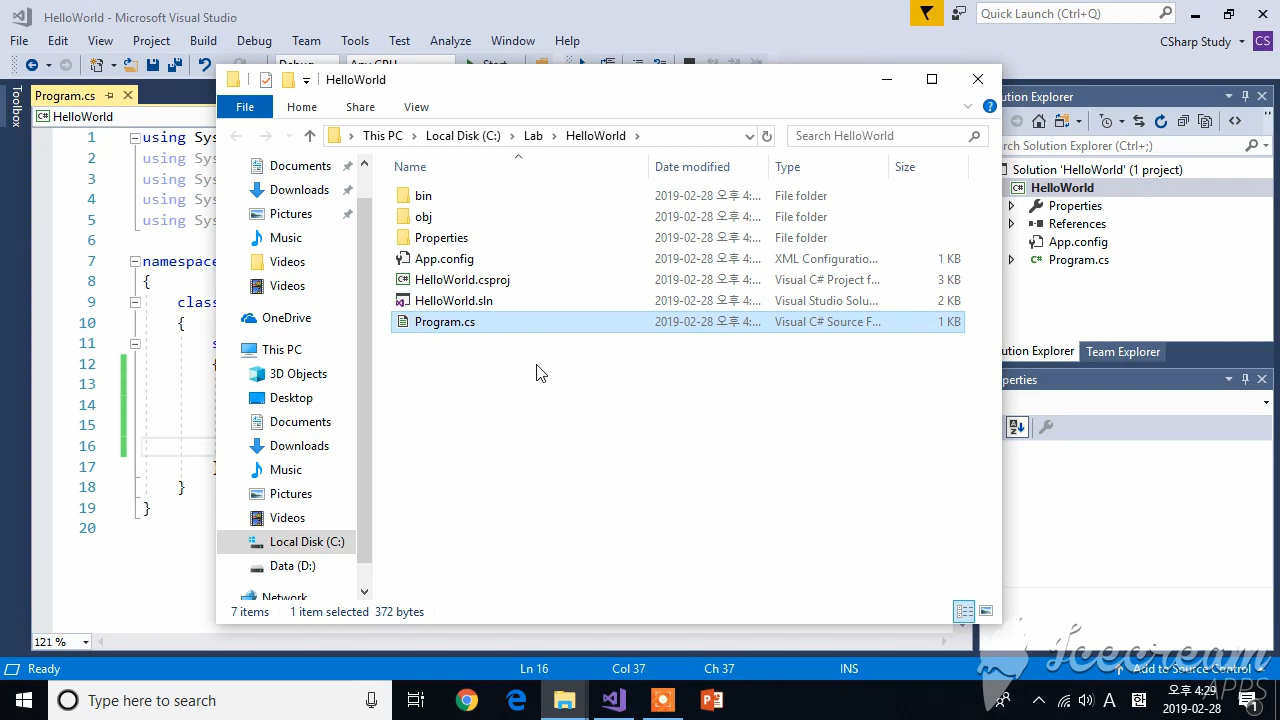 HelloWorld - Microsoft Visual Studio
Quick Launch (Ctrl+Q)
File Edit View Project Build Debug Team Tools Test Analyze Window Help
CSharp Study CS
Debug Any CPU Start
Toolbox
Program.cs
HelloWorld
1 using Sys
2 using Sys
3 using Sys
4 using Sys
5 using Sys
6
7 namespace
8 {
9 clas
10 {
11 s
12 {
13
14
15
16
17 }
18 }
19 }
20
121 %
HelloWorld
File Home Share View
This PC Local Disk (C:) Lab HelloWorld
Search HelloWorld
Documents
Downloads
Pictures
Music
Videos
Videos
OneDrive
This PC
3D Objects
Desktop
Documents
Downloads
Music
Pictures
Videos
Local Disk (C:)
Data (D:)
Network
Name Date modified Type Size
bin 2019-02-28 오후 4:... File folder
obj 2019-02-28 오후 4:... File folder
Properties 2019-02-28 오후 4:... File folder
App.config 2019-02-28 오후 4:... XML Configuratio... 1 KB
HelloWorld.csproj 2019-02-28 오후 4:... Visual C# Project f... 3 KB
HelloWorld.sln 2019-02-28 오후 4:... Visual Studio Solu... 2 KB
Program.cs 2019-02-28 오후 4:... Visual C# Source F... 1 KB
7 items 1 item selected 372 bytes
ution Explorer
earch Solution Explorer (Ctrl+;)
Solution 'HelloWorld' (1 project)
HelloWorld
Properties
References
App.config
Program.cs
ution Explorer Team Explorer
operties
Ready Ln 16 Col 37 Ch 37 INS Add to Source Control
Icecream
APPS
Type here to search
A
오후 4:29
2019-02-28
1